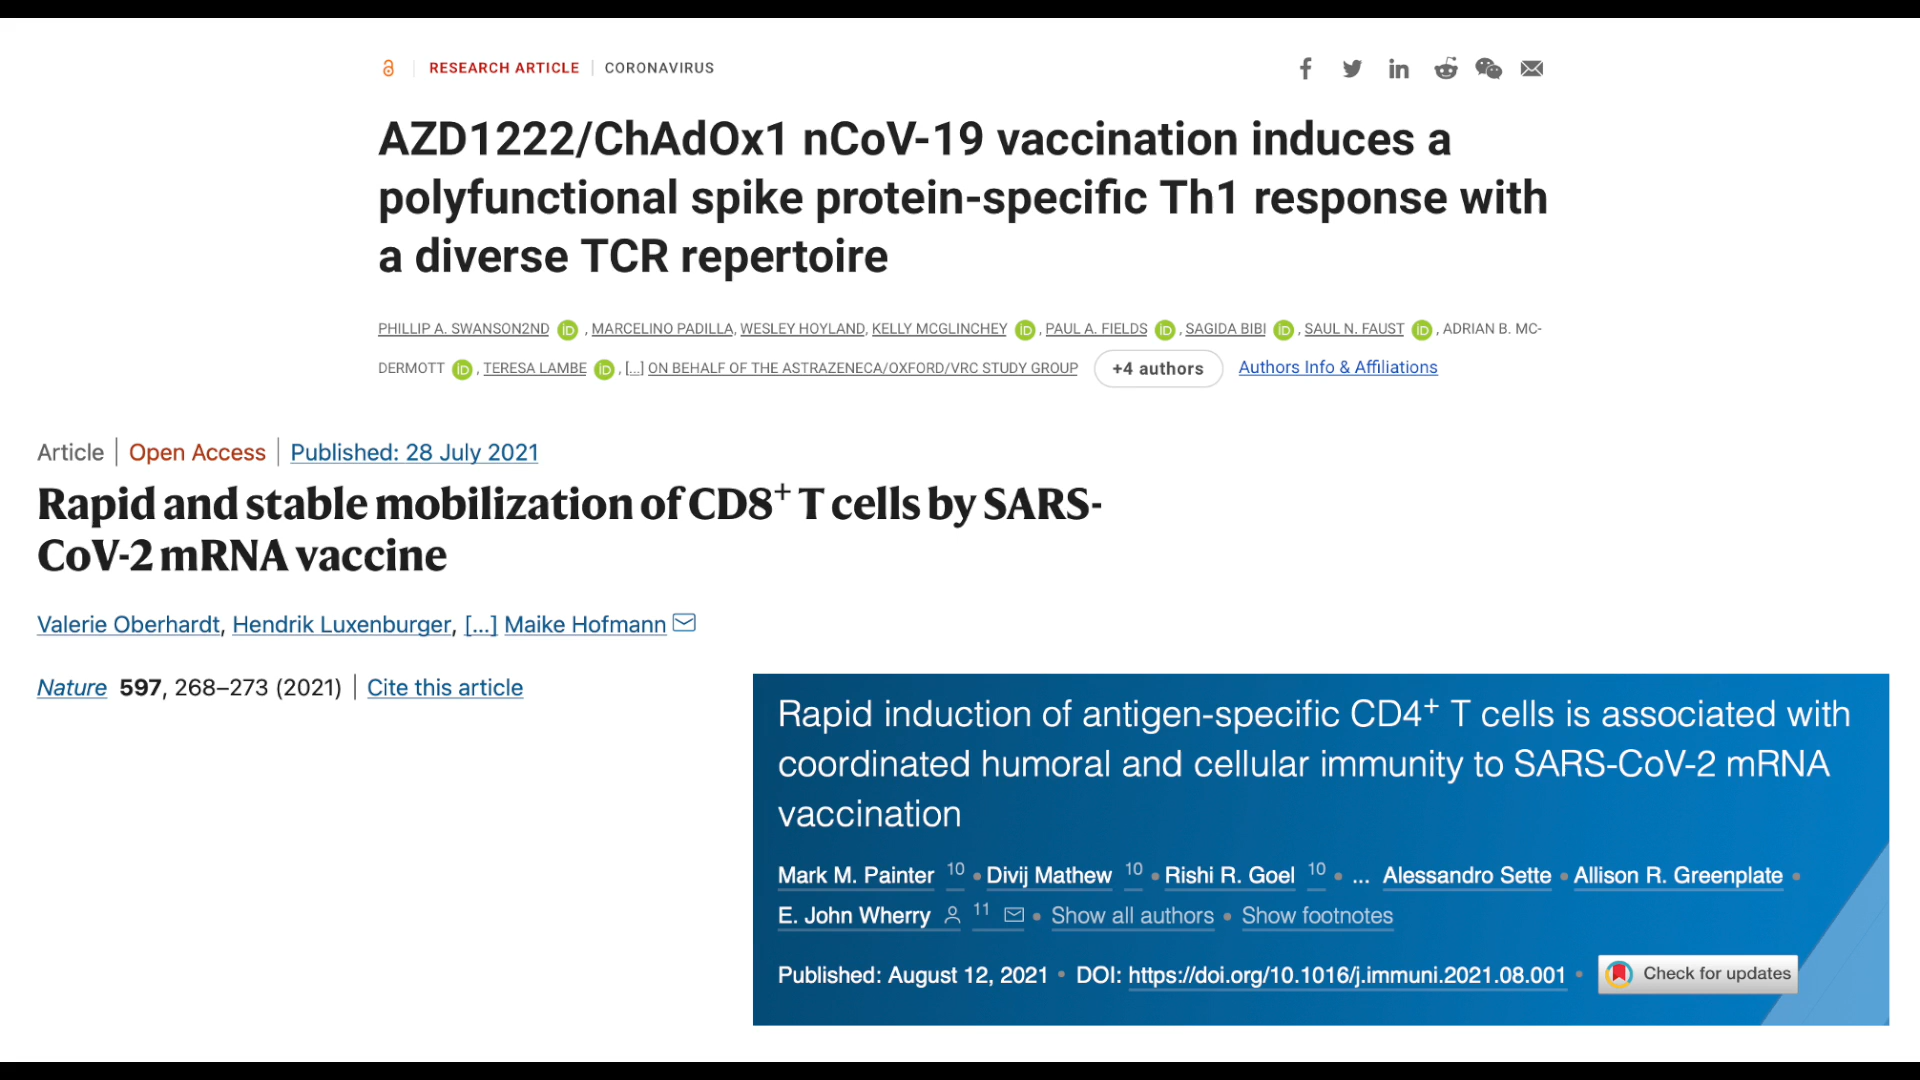 RESEARCH ARTICLE | CORONAVIRUS
AZD1222/ChAdOx1 nCoV-19 vaccination induces a
polyfunctional spike protein-specific Th1 response with
a diverse TCR repertoire
PHILLIP A. SWANSON2ND iD , MARCELINO PADILLA, WESLEY HOYLAND, KELLY MCGLINCHEY iD , PAUL A. FIELDS iD , SAGIDA BIBI iD , SAUL N. FAUST iD , ADRIAN B. MC-
DERMOTT iD , TERESA LAMBE iD , [...] ON BEHALF OF THE ASTRAZENECA/OXFORD/VRC STUDY GROUP +4 authors Authors Info & Affiliations
Article | Open Access | Published: 28 July 2021
Rapid and stable mobilization of CD8⁺ T cells by SARS-
CoV-2 mRNA vaccine
Valerie Oberhardt, Hendrik Luxenburger, [...] Maike Hofmann
Nature 597, 268–273 (2021) | Cite this article
Rapid induction of antigen-specific CD4⁺ T cells is associated with
coordinated humoral and cellular immunity to SARS-CoV-2 mRNA
vaccination
Mark M. Painter 10 • Divij Mathew 10 • Rishi R. Goel 10 • ... Alessandro Sette • Allison R. Greenplate •
E. John Wherry 11 • Show all authors • Show footnotes
Published: August 12, 2021 • DOI: https://doi.org/10.1016/j.immuni.2021.08.001 • Check for updates